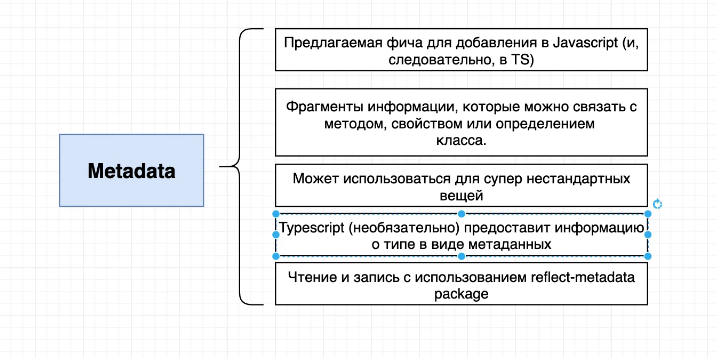 Metadata
Предлагаемая фича для добавления в Javascript (и,
следовательно, в TS)
Фрагменты информации, которые можно связать с
методом, свойством или определением
класса.
Может использоваться для супер нестандартных
вещей
Typescript (необязательно) предоставит информацию
о типе в виде метаданных
Чтение и запись с использованием reflect-metadata
package